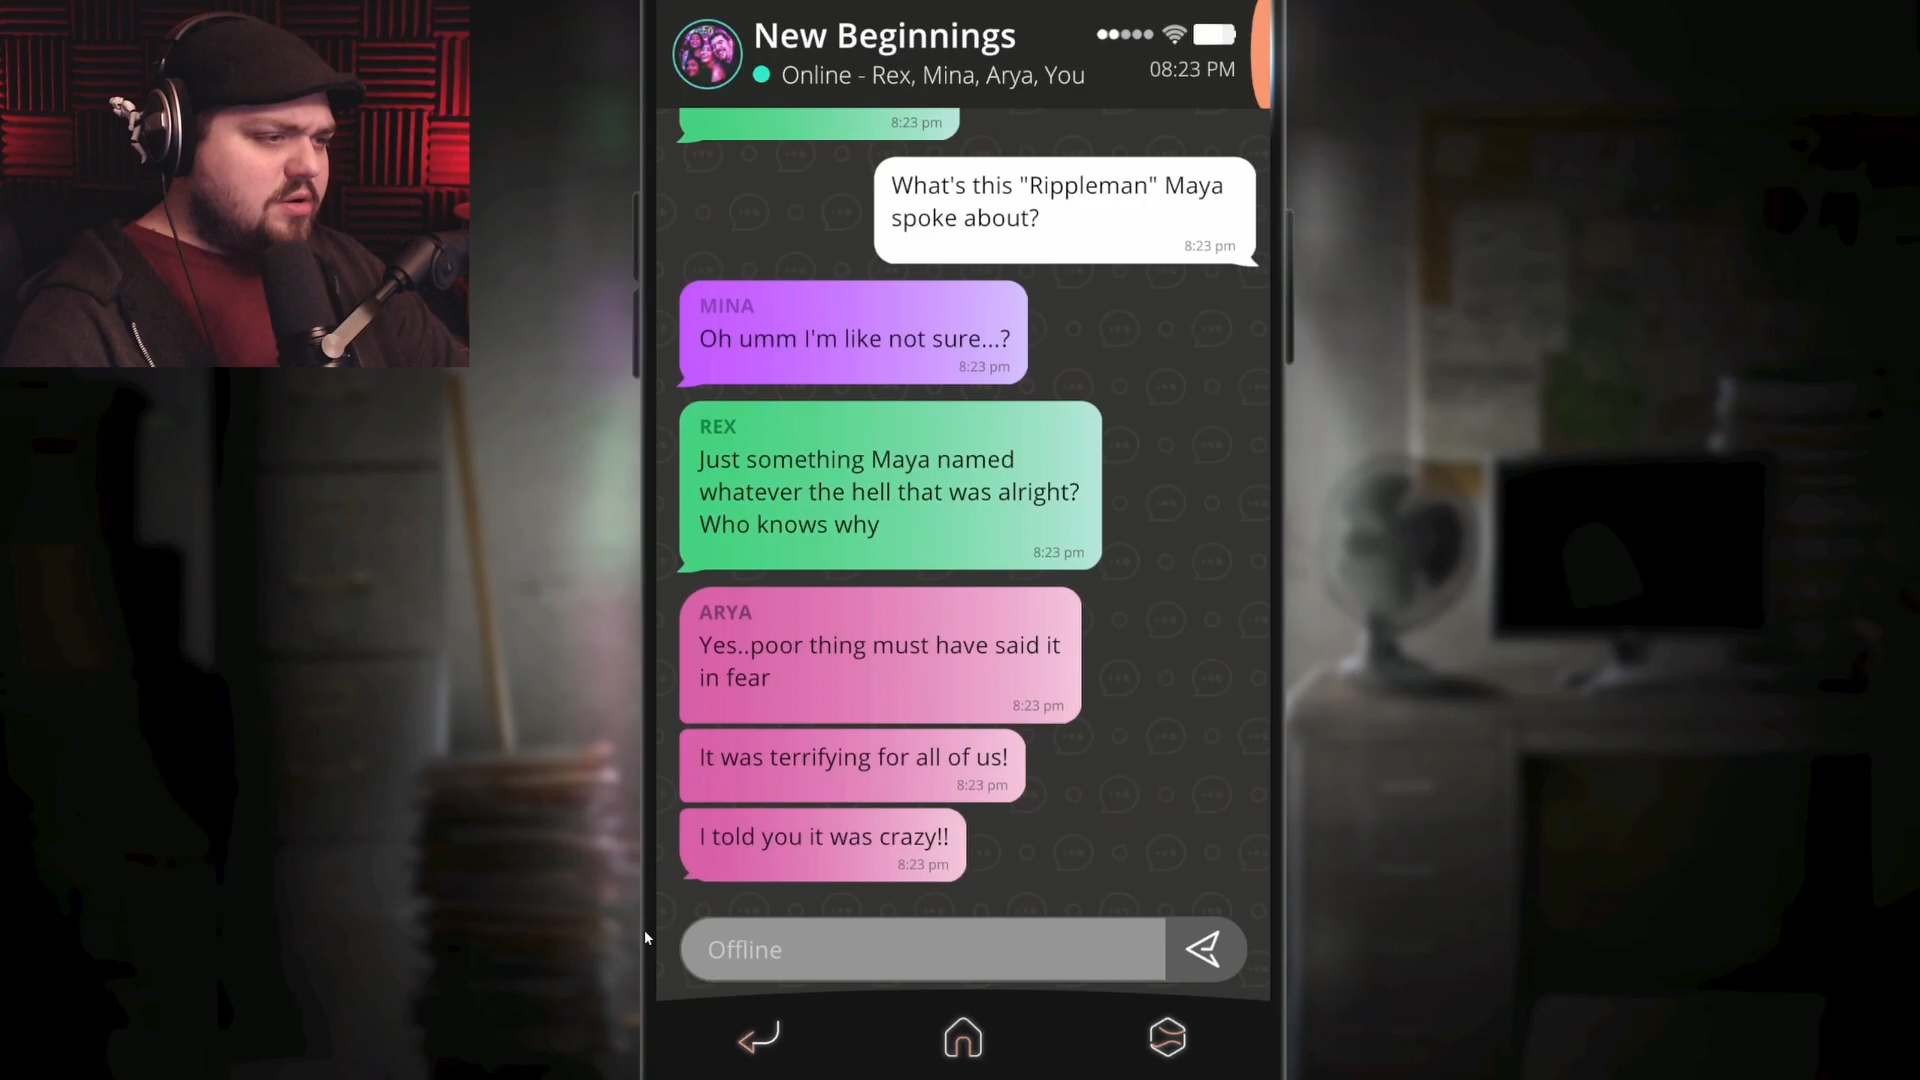 New Beginnings
Online - Rex, Mina, Arya, You
08:23 PM
8:23 pm
What's this "Rippleman" Maya
spoke about?
8:23 pm
MINA
Oh umm I'm like not sure...?
8:23 pm
REX
Just something Maya named
whatever the hell that was alright?
Who knows why
8:23 pm
ARYA
Yes..poor thing must have said it
in fear
8:23 pm
It was terrifying for all of us!
8:23 pm
I told you it was crazy!!
8:23 pm
Offline